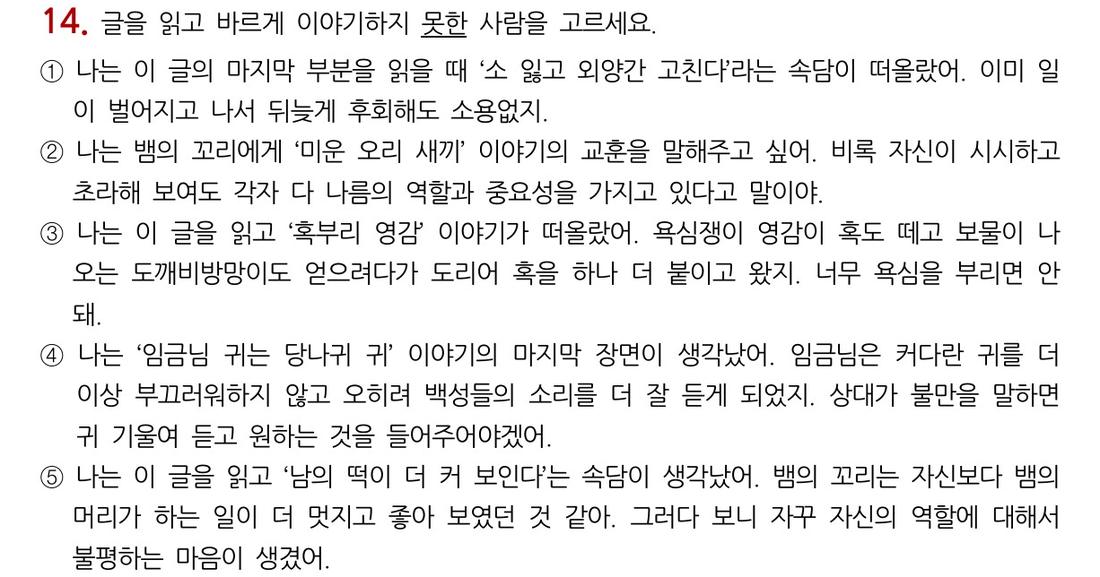 14. 글을 읽고 바르게 이야기하지 못한 사람을 고르세요.
① 나는 이 글의 마지막 부분을 읽을 때 ‘소 잃고 외양간 고친다’라는 속담이 떠올랐어. 이미 일
이 벌어지고 나서 뒤늦게 후회해도 소용없지.
② 나는 뱀의 꼬리에게 ‘미운 오리 새끼’ 이야기의 교훈을 말해주고 싶어. 비록 자신이 시시하고
초라해 보여도 각자 다 나름의 역할과 중요성을 가지고 있다고 말이야.
③ 나는 이 글을 읽고 ‘혹부리 영감’ 이야기가 떠올랐어. 욕심쟁이 영감이 혹도 떼고 보물이 나
오는 도깨비방망이도 얻으려다가 도리어 혹을 하나 더 붙이고 왔지. 너무 욕심을 부리면 안
돼.
④ 나는 ‘임금님 귀는 당나귀 귀’ 이야기의 마지막 장면이 생각났어. 임금님은 커다란 귀를 더
이상 부끄러워하지 않고 오히려 백성들의 소리를 더 잘 듣게 되었지. 상대가 불만을 말하면
귀 기울여 듣고 원하는 것을 들어주어야겠어.
⑤ 나는 이 글을 읽고 ‘남의 떡이 더 커 보인다’는 속담이 생각났어. 뱀의 꼬리는 자신보다 뱀의
머리가 하는 일이 더 멋지고 좋아 보였던 것 같아. 그러다 보니 자꾸 자신의 역할에 대해서
불평하는 마음이 생겼어.